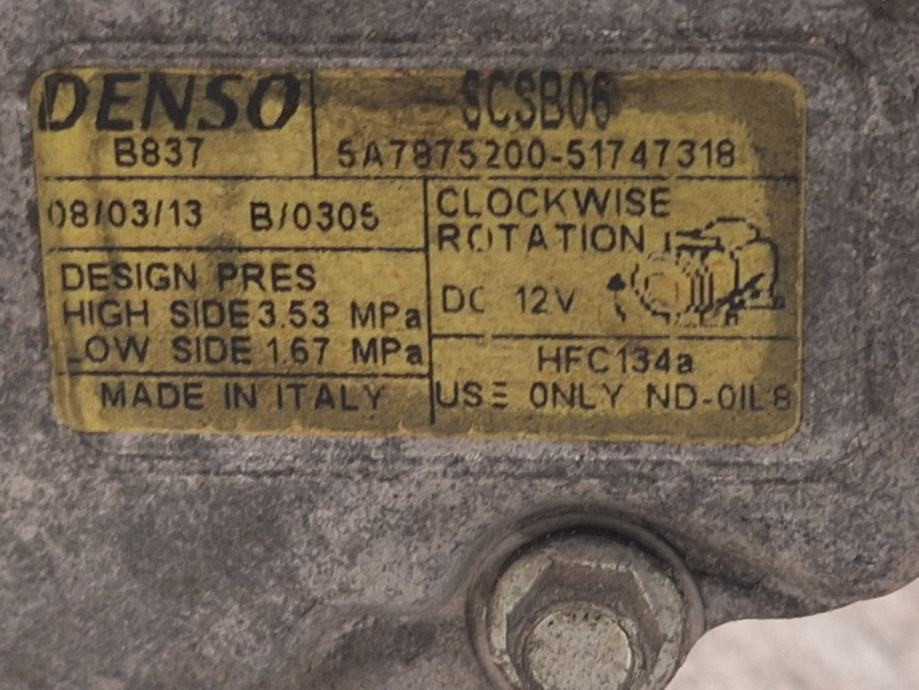 DENSO
SCSB06
B837
5A7875200-51747318
08/03/13 B/0305
CLOCKWISE
ROTATION
DESIGN PRES
HIGH SIDE 3.53 MPa
LOW SIDE 1.67 MPa
DC 12V
HFC134a
MADE IN ITALY
USE ONLY ND-OIL8